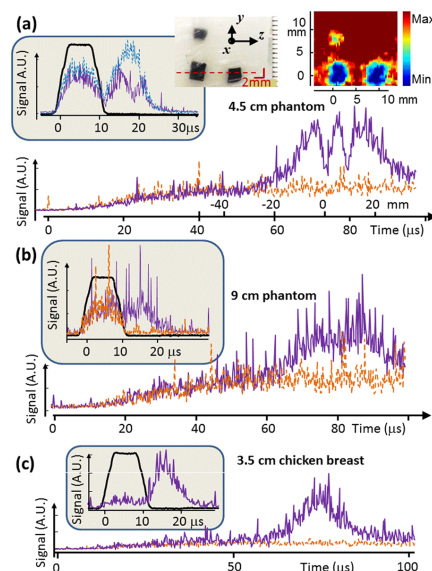 (a)
Signal A.U.)
0 10 20 30μs
y
x z
2mm
mm
10
5
0
0 5 10 mm
Max
Min
4.5 cm phantom
Signal (A.U.)
-40 -20 0 20 mm
0 20 40 60 80 Time (μs)
(b)
Signal (A.U.)
0 10 20 μs
9 cm phantom
Signal (A.U.)
0 20 40 60 80 Time (μs)
(c)
Signal (A.U.)
0 10 20 μs
3.5 cm chicken breast
Signal (A.U.)
0 50 100
Time (μs)